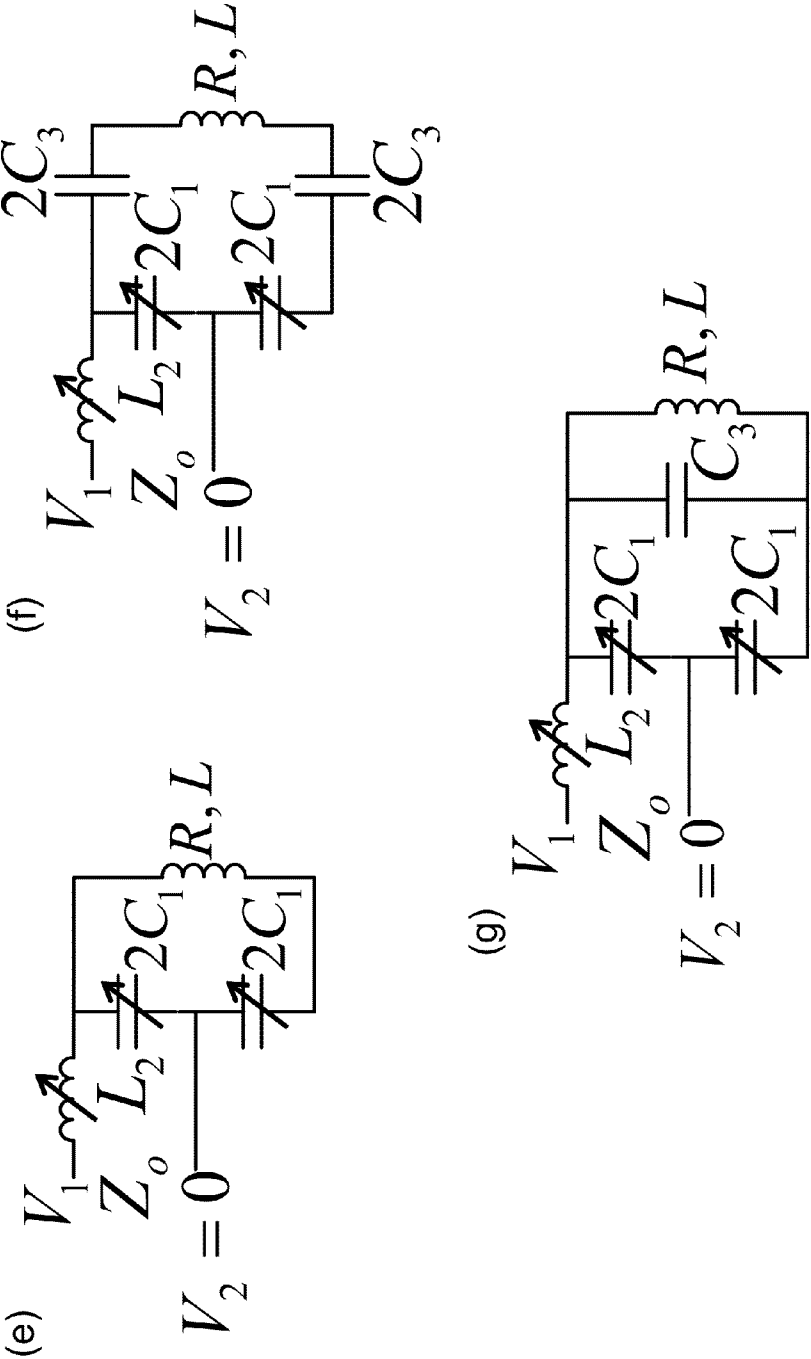 (e)
V₁
L₂
Zₒ
V₂ = 0
2C₁
2C₁
R, L
(f)
V₁
L₂
Zₒ
V₂ = 0
2C₃
2C₁
2C₁
2C₃
R, L
(g)
V₁
L₂
Zₒ
V₂ = 0
2C₁
2C₁
C₃
R, L